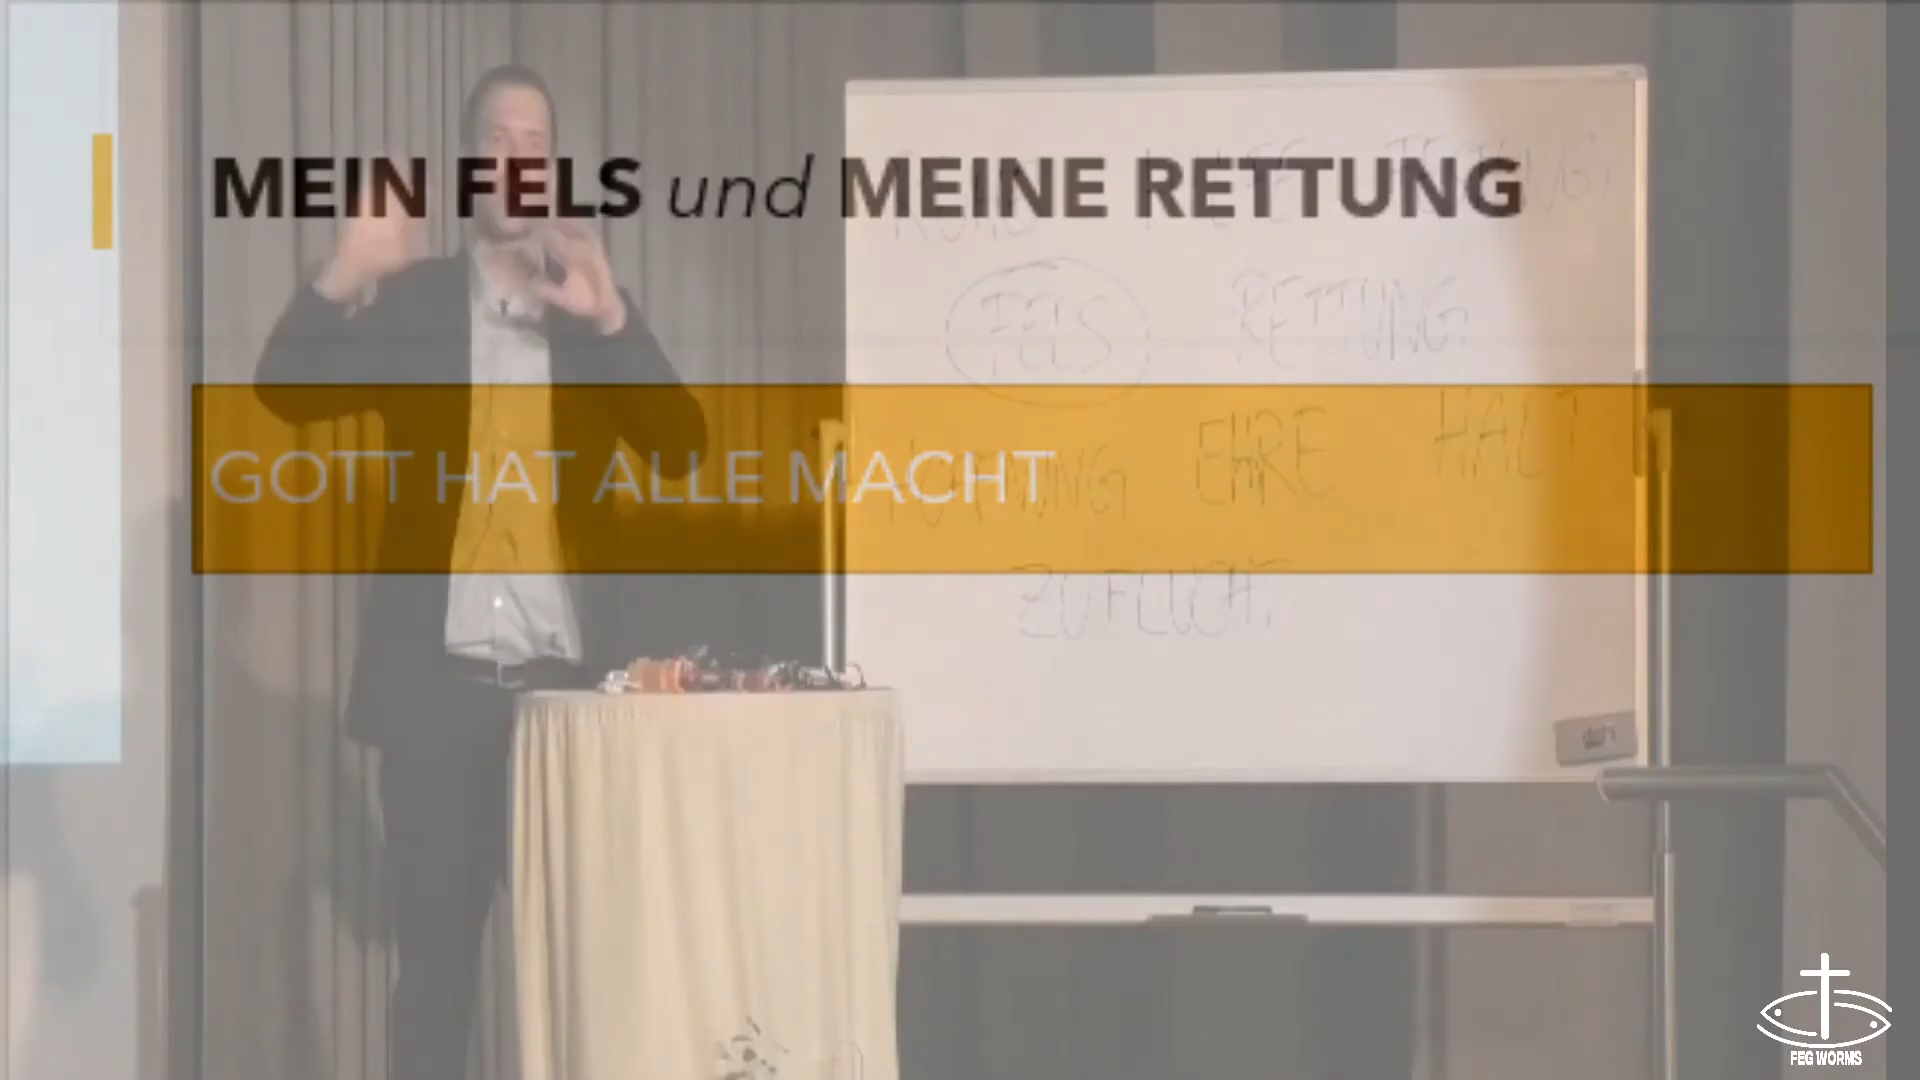 MEIN FELS und MEINE RETTUNG
FELS RETTUNG
GOTT HAT ALLE MACHT
EHRE HALT
ZUFLUCHT
FEG WORMS